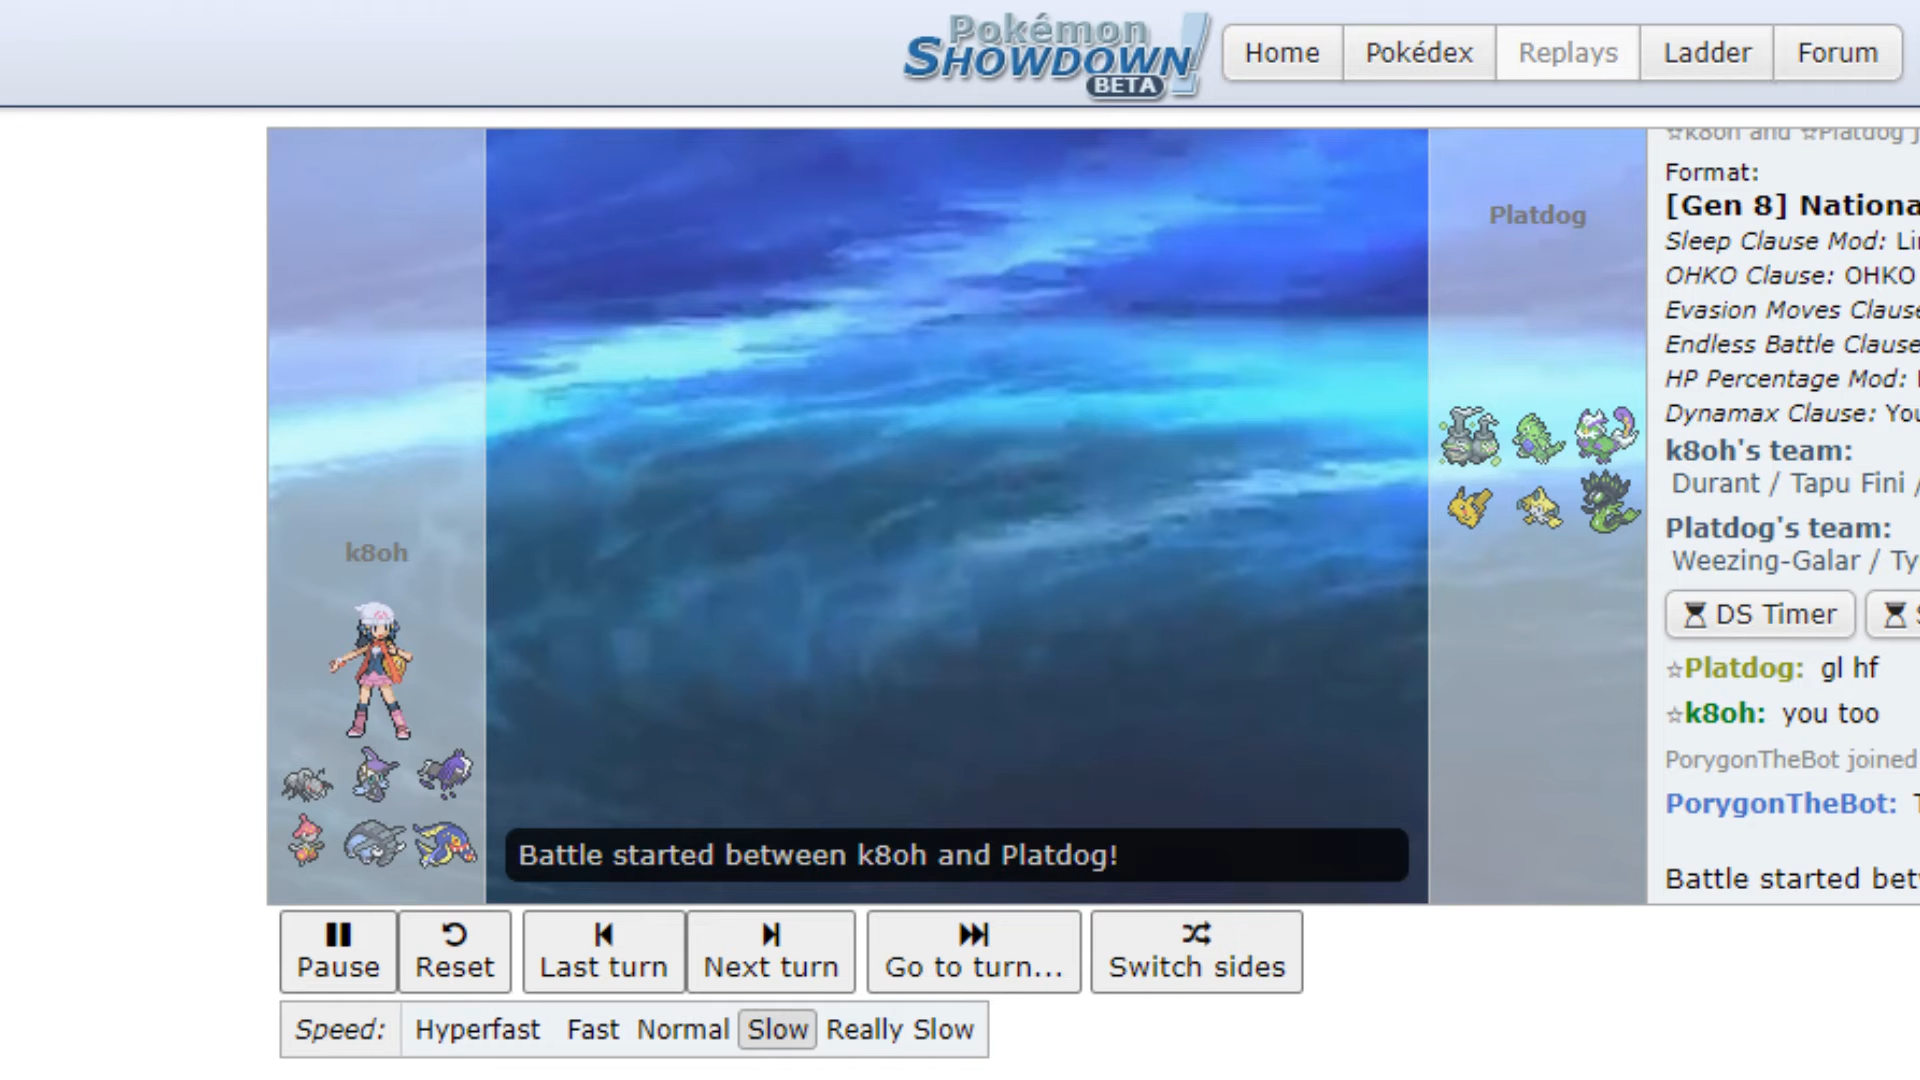 Pokémon
SHOWDOWN!
BETA
Home
Pokédex
Replays
Ladder
Forum
☆k8oh and ☆Platdog j
Format:
[Gen 8] Nationa
Sleep Clause Mod: Li
OHKO Clause: OHKO
Evasion Moves Clause
Endless Battle Clause
HP Percentage Mod:
Dynamax Clause: You
k8oh's team:
Durant / Tapu Fini /
Platdog's team:
Weezing-Galar / Ty
DS Timer
☆Platdog: gl hf
☆k8oh: you too
PorygonTheBot joined
PorygonTheBot: T
Battle started bet
Platdog
k8oh
Battle started between k8oh and Platdog!
Pause
Reset
Last turn
Next turn
Go to turn...
Switch sides
Speed:
Hyperfast
Fast
Normal
Slow
Really Slow